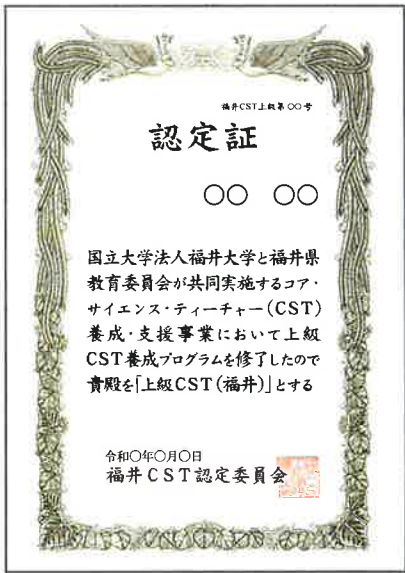 福井CST上級第〇〇号
認定証
〇〇 〇〇
国立大学法人福井大学と福井県
教育委員会が共同実施するコア・
サイエンス・ティーチャー(CST)
養成・支援事業において上級
CST養成プログラムを修了したので
貴殿を「上級CST(福井)」とする
令和〇年〇月〇日
福井CST認定委員会